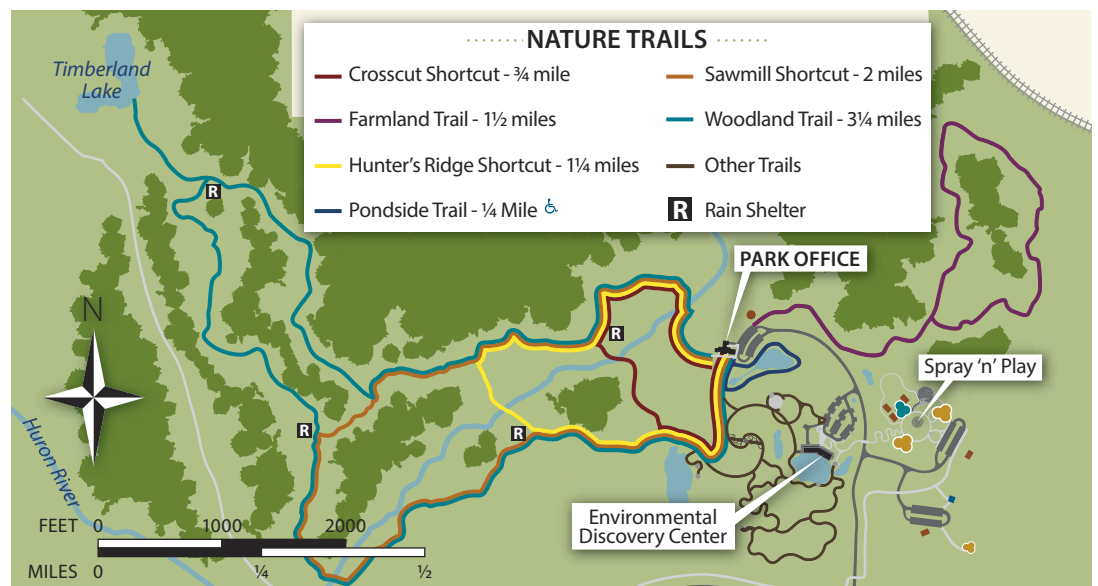 Timberland
Lake
NATURE TRAILS
Crosscut Shortcut - ¾ mile
Farmland Trail - 1½ miles
Hunter's Ridge Shortcut - 1¼ miles
Pondside Trail - ¼ Mile
Sawmill Shortcut - 2 miles
Woodland Trail - 3¼ miles
Other Trails
R Rain Shelter
R
PARK OFFICE
N
R
Spray 'n' Play
R
R
Huron River
Environmental
Discovery Center
FEET 0 1000 2000
MILES 0 ¼ ½